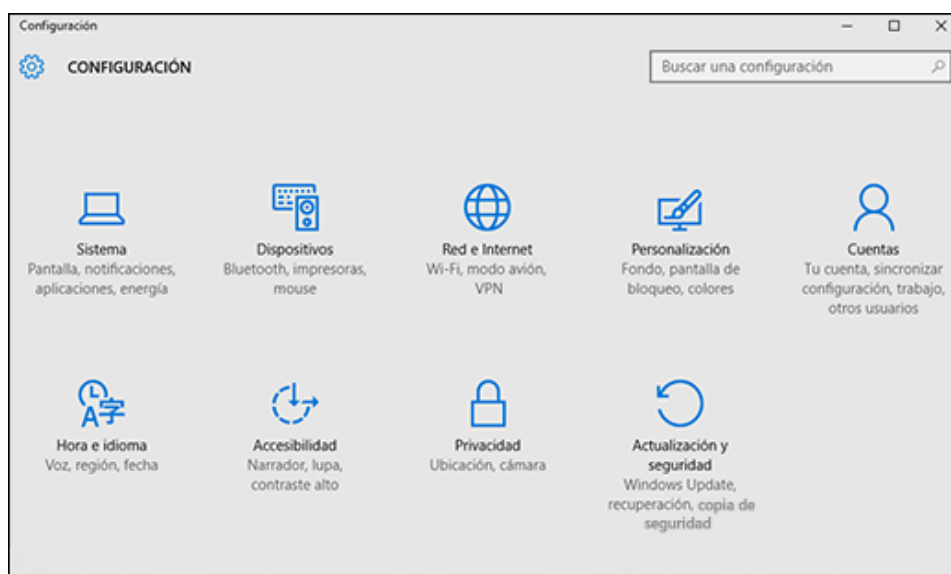 Configuración
CONFIGURACIÓN
Buscar una configuración
Sistema
Pantalla, notificaciones,
aplicaciones, energía
Dispositivos
Bluetooth, impresoras,
mouse
Red e Internet
Wi-Fi, modo avión,
VPN
Personalización
Fondo, pantalla de
bloqueo, colores
Cuentas
Tu cuenta, sincronizar
configuración, trabajo,
otros usuarios
Hora e idioma
Voz, región, fecha
Accesibilidad
Narrador, lupa,
contraste alto
Privacidad
Ubicación, cámara
Actualización y
seguridad
Windows Update,
recuperación, copia de
seguridad